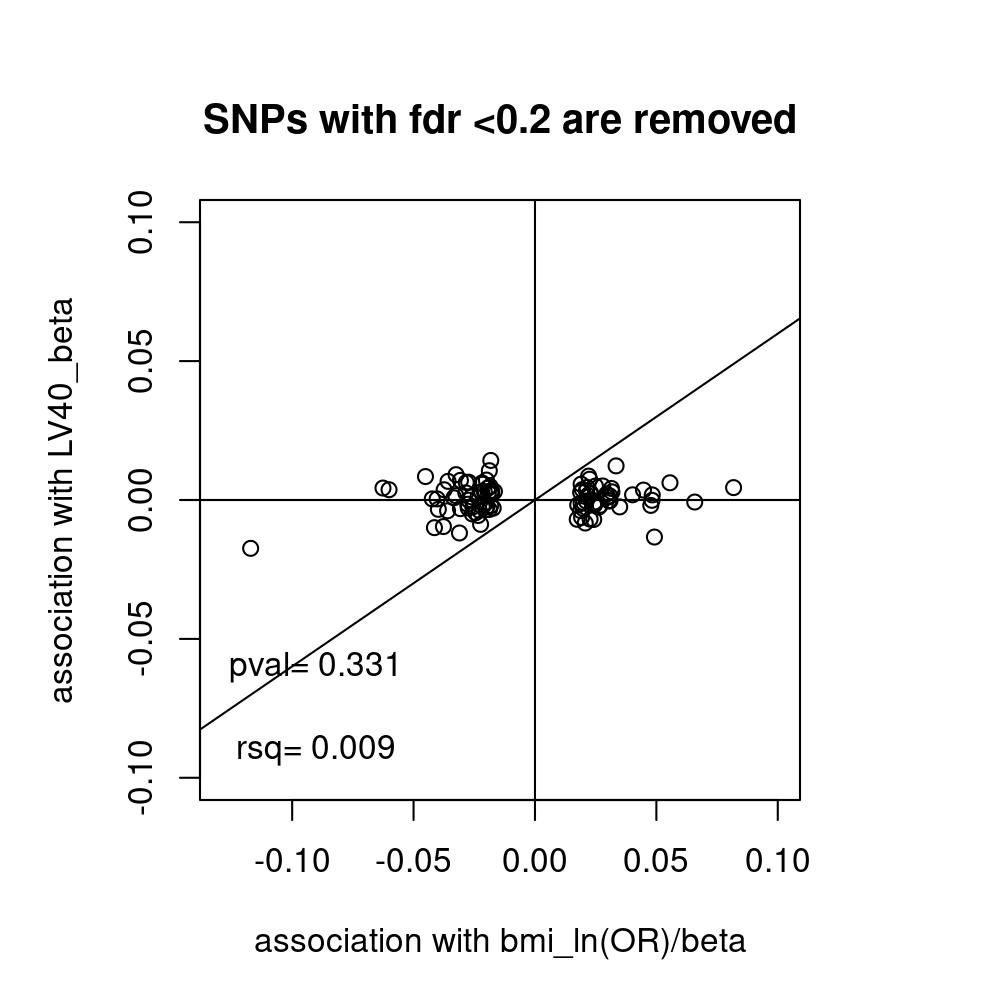 SNPs with fdr <0.2 are removed
association with LV40_beta
0.10
0.05
0.00
-0.05
-0.10
pval= 0.331
rsq= 0.009
-0.10 -0.05 0.00 0.05 0.10
association with bmi_ln(OR)/beta